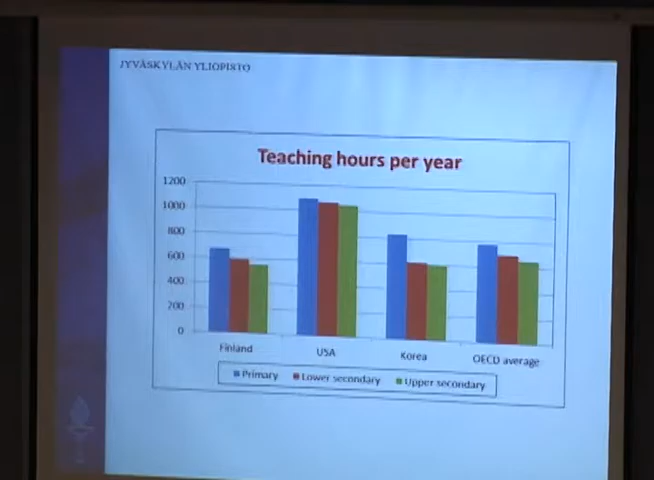 JYVÄSKYLÄN YLIOPISTO
Teaching hours per year
1200
1000
800
600
400
200
0
Finland
USA
Korea
OECD average
Primary
Lower secondary
Upper secondary